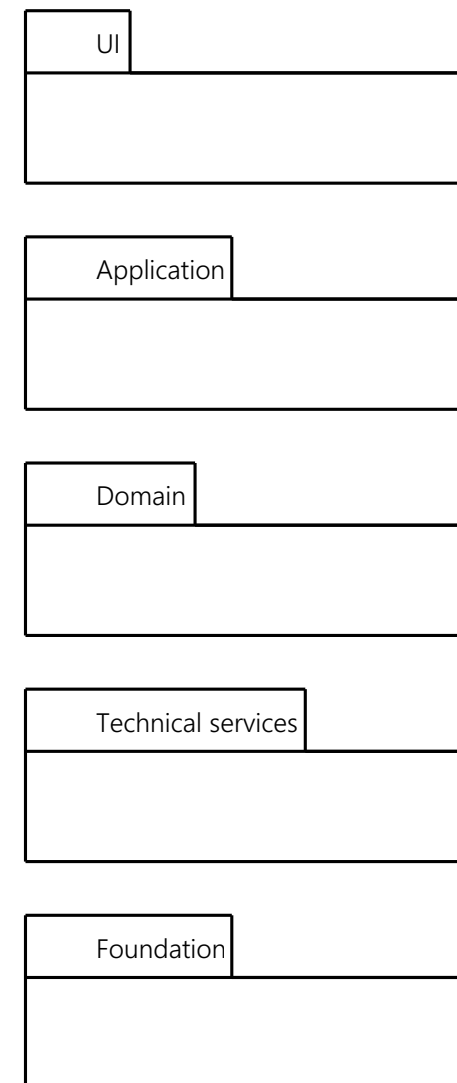 UI
Application
Domain
Technical services
Foundation